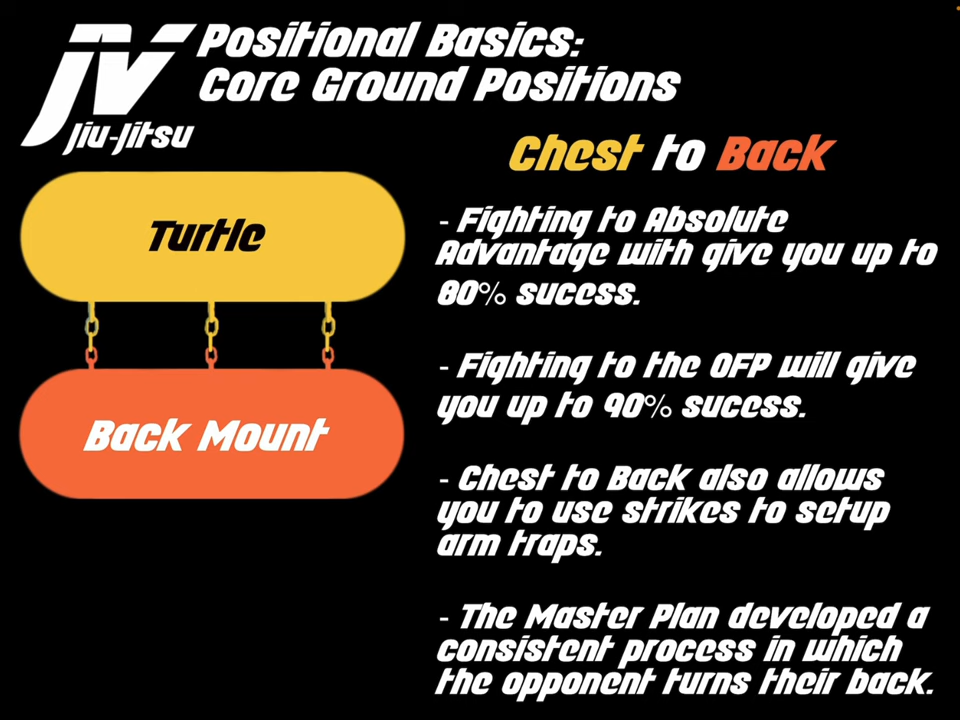 JV
Jiu-Jitsu
Positional Basics:
Core Ground Positions
Turtle
Back Mount
Chest to Back
- Fighting to Absolute
Advantage with give you up to
80% sucess.
- Fighting to the OFP will give
you up to 90% sucess.
- Chest to Back also allows
you to use strikes to setup
arm traps.
- The Master Plan developed a
consistent process in which
the opponent turns their back.